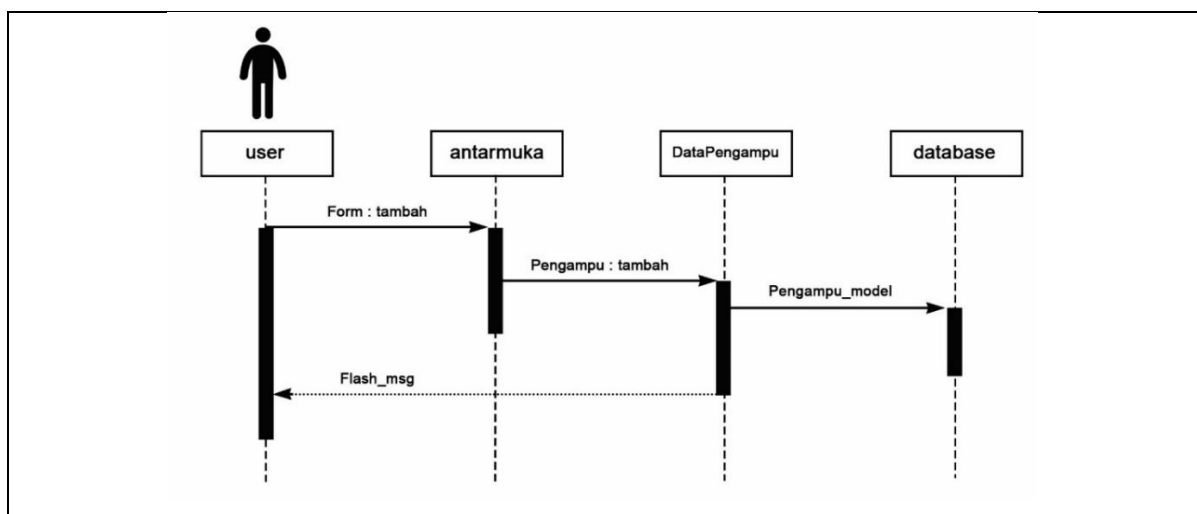 user
antarmuka
DataPengampu
database
Form : tambah
Pengampu : tambah
Pengampu_model
Flash_msg